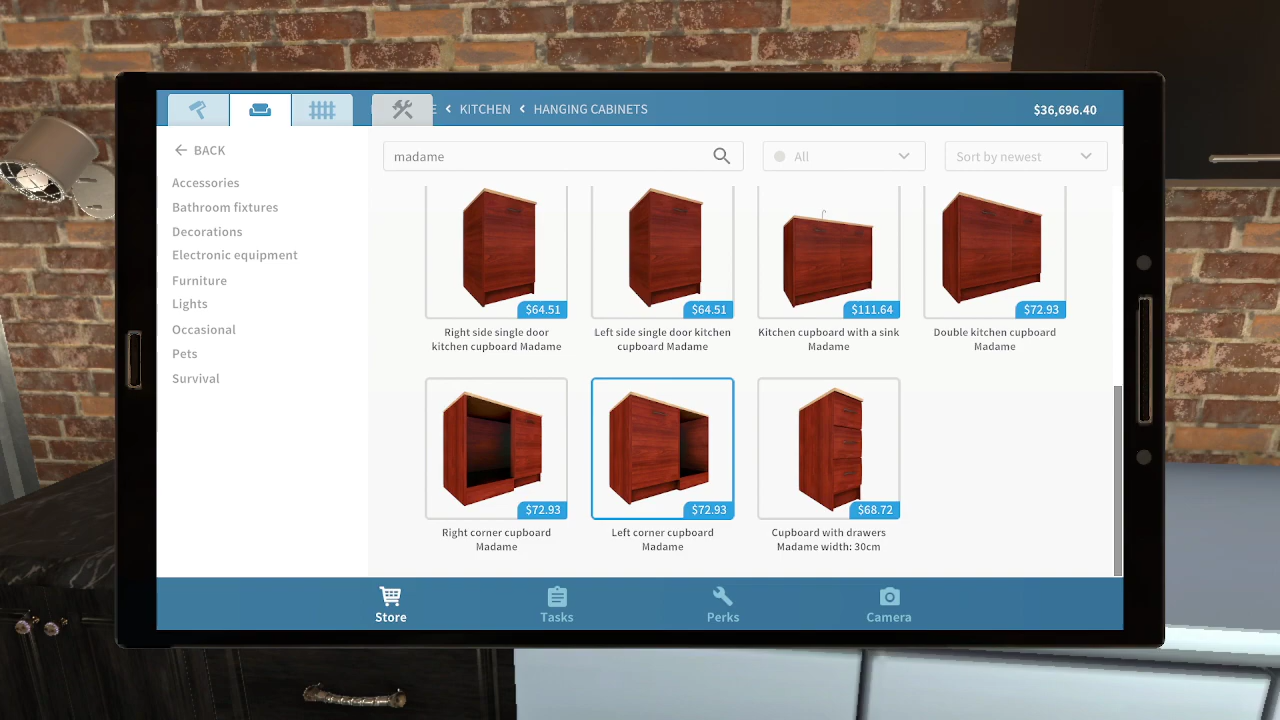 E < KITCHEN < HANGING CABINETS
$36,696.40
BACK
madame
All
Sort by newest
Accessories
Bathroom fixtures
Decorations
Electronic equipment
Furniture
Lights
Occasional
Pets
Survival
$64.51
$64.51
$111.64
$72.93
Right side single door
kitchen cupboard Madame
Left side single door kitchen
cupboard Madame
Kitchen cupboard with a sink
Madame
Double kitchen cupboard
Madame
$72.93
$72.93
$68.72
Right corner cupboard
Madame
Left corner cupboard
Madame
Cupboard with drawers
Madame width: 30cm
Store
Tasks
Perks
Camera